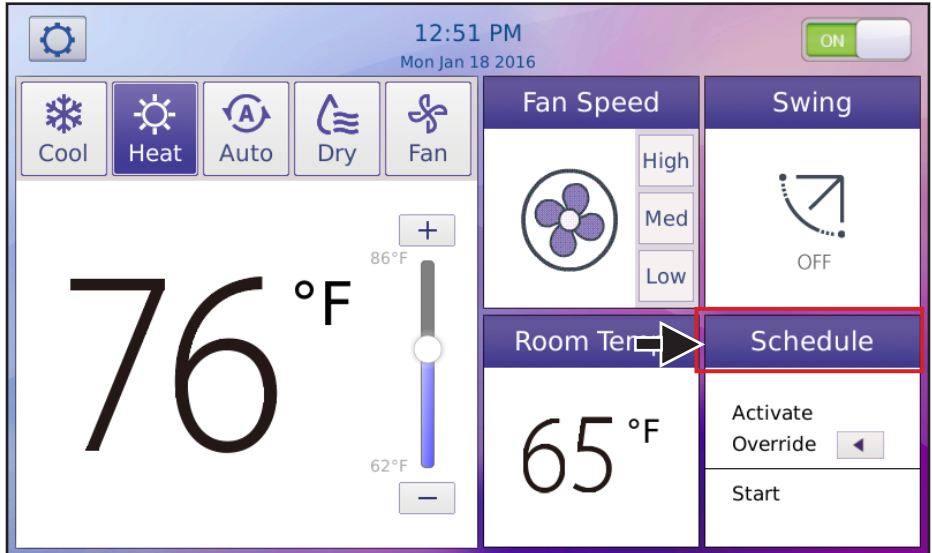 12:51 PM
Mon Jan 18 2016
ON
Cool
Heat
A
Auto
Dry
Fan
76 °F
+
86°F
62°F
−
Fan Speed
High
Med
Low
Swing
OFF
Room
65 °F
Schedule
Activate
Override
Start